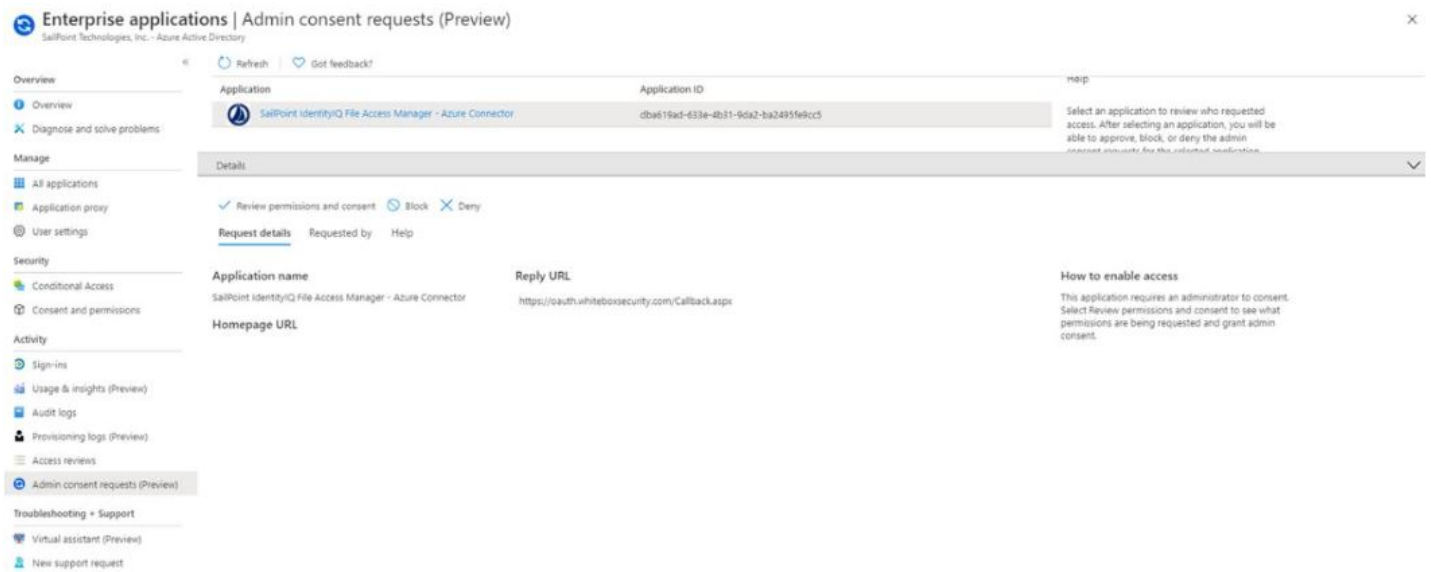 Enterprise applications | Admin consent requests (Preview)
SailPoint Technologies, Inc. - Azure Active Directory
Overview
Overview
Diagnose and solve problems
Manage
All applications
Application proxy
User settings
Security
Conditional Access
Consent and permissions
Activity
Sign-ins
Usage & insights (Preview)
Audit logs
Provisioning logs (Preview)
Access reviews
Admin consent requests (Preview)
Troubleshooting + Support
Virtual assistant (Preview)
New support request
Refresh
Got feedback?
Application
Application ID
SailPoint IdentityIQ File Access Manager - Azure Connector
dba619ad-633e-4b31-9da2-ba2495fe9cc5
Help
Select an application to review who requested
access. After selecting an application, you will be
able to approve, block, or deny the admin
consent requests for the selected application
Details
Review permissions and consent
Block
Deny
Request details
Requested by
Help
Application name
SailPoint IdentityIQ File Access Manager - Azure Connector
Homepage URL
Reply URL
https://oauth.whiteboxsecurity.com/Callback.aspx
How to enable access
This application requires an administrator to consent.
Select Review permissions and consent to see what
permissions are being requested and grant admin
consent.